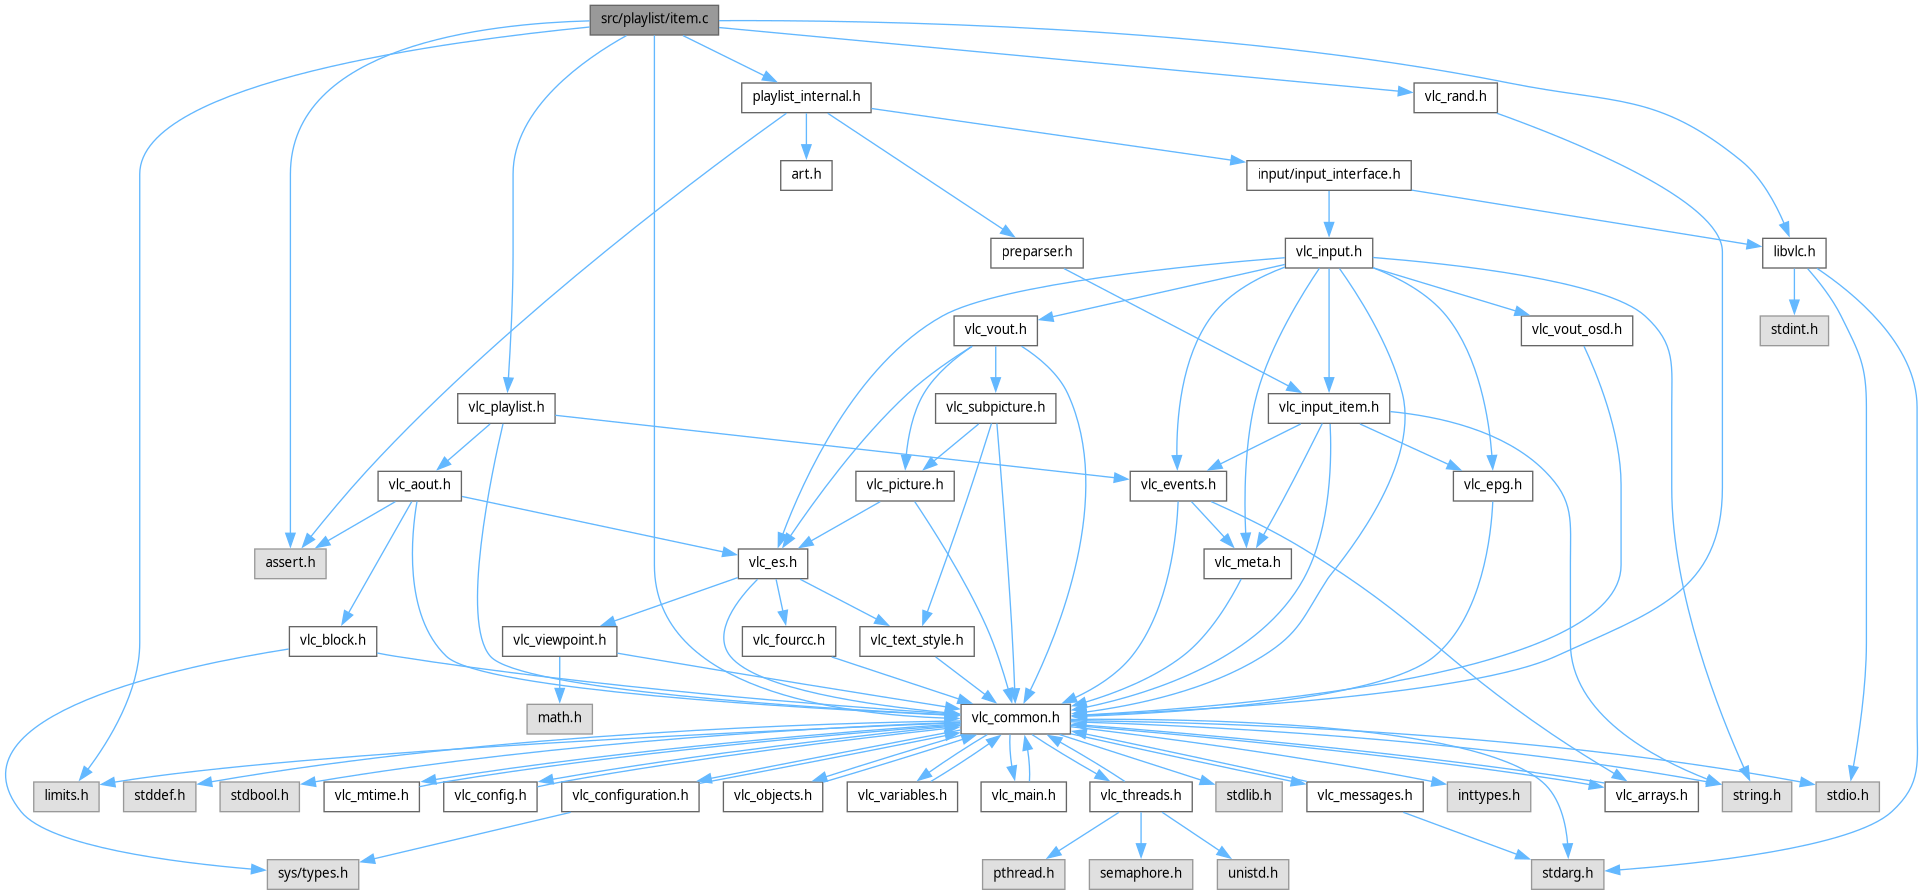 src/playlist/item.c
playlist_internal.h
vlc_rand.h
art.h
input/input_interface.h
preparser.h
vlc_input.h
libvlc.h
vlc_vout.h
vlc_vout_osd.h
stdint.h
vlc_playlist.h
vlc_subpicture.h
vlc_input_item.h
vlc_aout.h
vlc_picture.h
vlc_events.h
vlc_epg.h
assert.h
vlc_es.h
vlc_meta.h
vlc_block.h
vlc_viewpoint.h
vlc_fourcc.h
vlc_text_style.h
math.h
vlc_common.h
limits.h
stddef.h
stdbool.h
vlc_mtime.h
vlc_config.h
vlc_configuration.h
vlc_objects.h
vlc_variables.h
vlc_main.h
vlc_threads.h
stdlib.h
vlc_messages.h
inttypes.h
vlc_arrays.h
string.h
stdio.h
sys/types.h
pthread.h
semaphore.h
unistd.h
stdarg.h